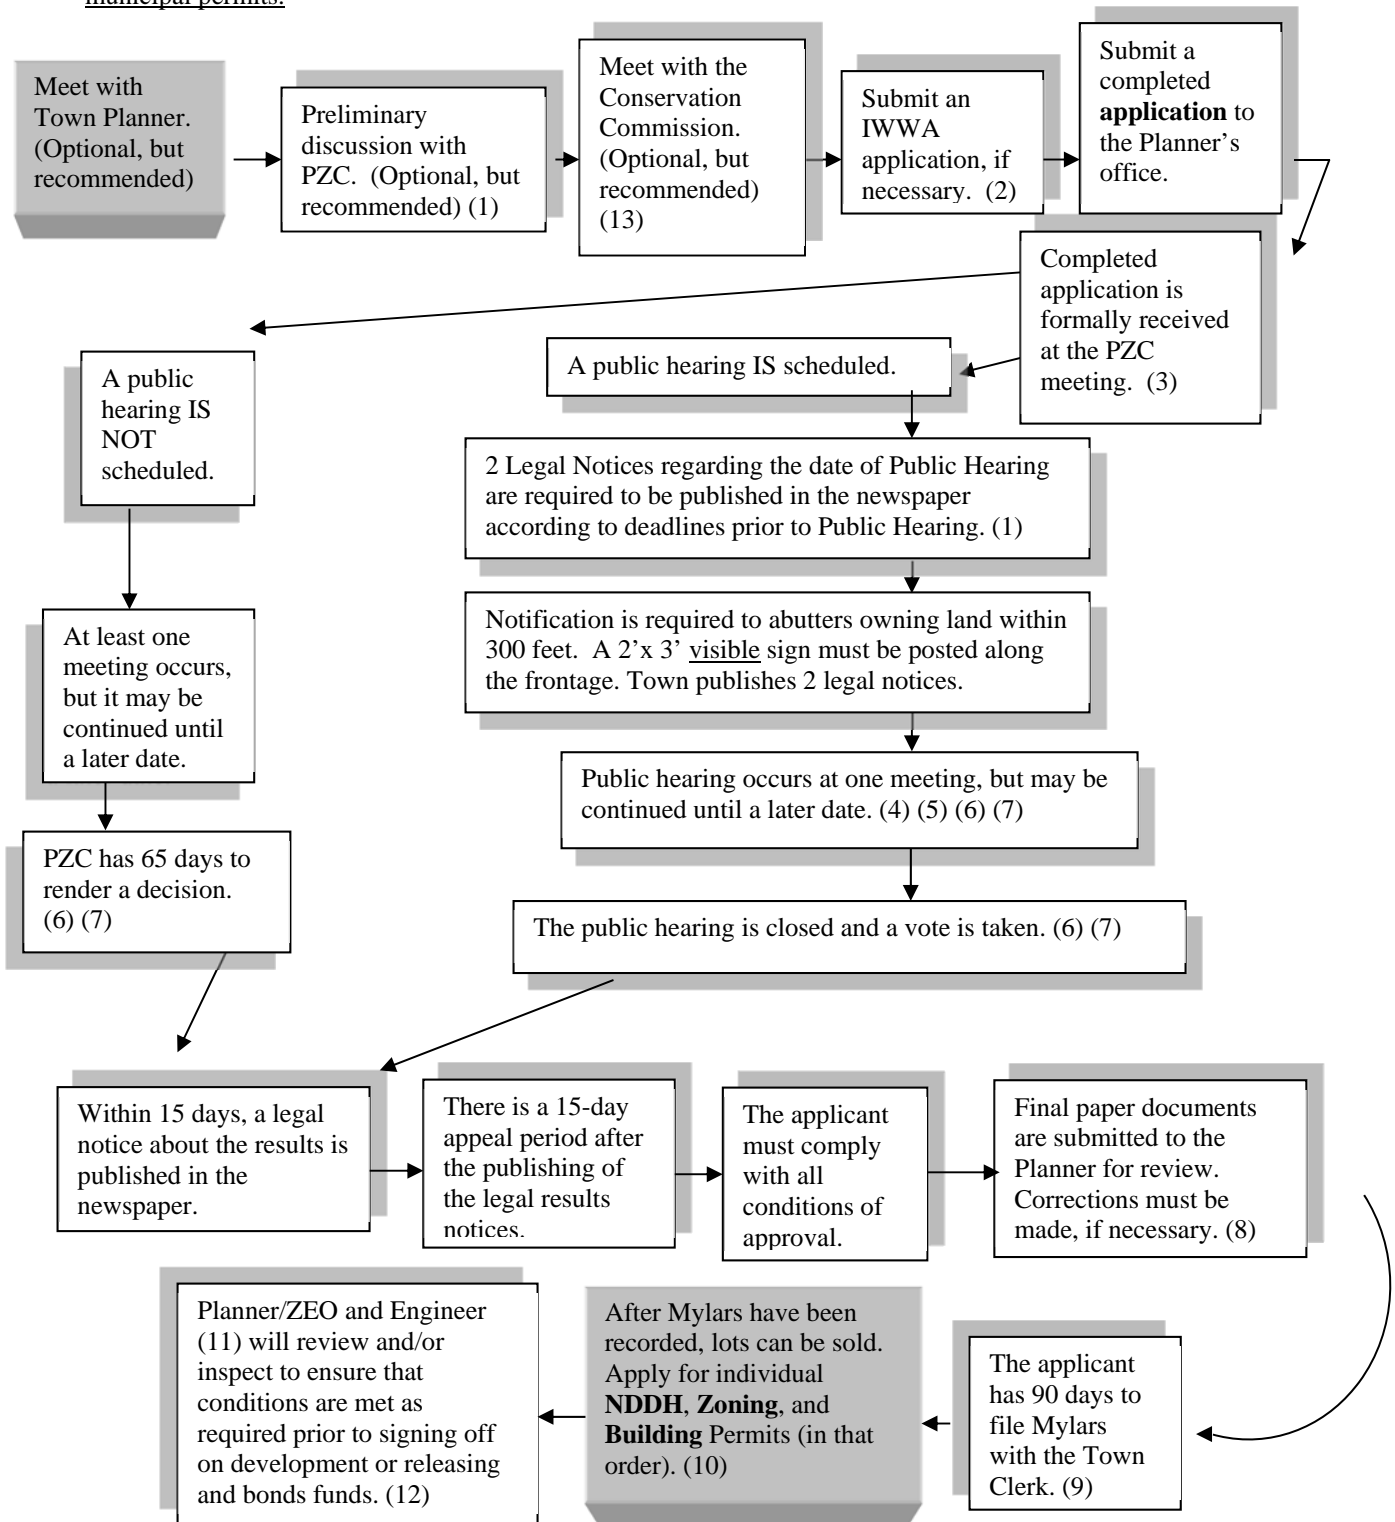 municipal permits.
Meet with
Town Planner.
(Optional, but
recommended)
Preliminary
discussion with
PZC.  (Optional, but
recommended) (1)
Meet with the
Conservation
Commission.
(Optional, but
recommended)
(13)
Submit an
IWWA
application, if
necessary.  (2)
Submit a
completed
application to
the Planner’s
office.
Completed
application is
formally received
at the PZC
meeting.  (3)
A public
hearing IS
NOT
scheduled.
A public hearing IS scheduled.
2 Legal Notices regarding the date of Public Hearing
are required to be published in the newspaper
according to deadlines prior to Public Hearing. (1)
Notification is required to abutters owning land within
300 feet.  A 2’x 3’ visible sign must be posted along
the frontage. Town publishes 2 legal notices.
At least one
meeting occurs,
but it may be
continued until
a later date.
Public hearing occurs at one meeting, but may be
continued until a later date. (4) (5) (6) (7)
PZC has 65 days to
render a decision.
(6) (7)
The public hearing is closed and a vote is taken. (6) (7)
Within 15 days, a legal
notice about the results is
published in the
newspaper.
There is a 15-day
appeal period after
the publishing of
the legal results
notices.
The applicant
must comply
with all
conditions of
approval.
Final paper documents
are submitted to the
Planner for review.
Corrections must be
made, if necessary. (8)
The applicant
has 90 days to
file Mylars
with the Town
Clerk. (9)
After Mylars have been
recorded, lots can be sold.
Apply for individual
NDDH, Zoning, and
Building Permits (in that
order). (10)
Planner/ZEO and Engineer
(11) will review and/or
inspect to ensure that
conditions are met as
required prior to signing off
on development or releasing
and bonds funds. (12)